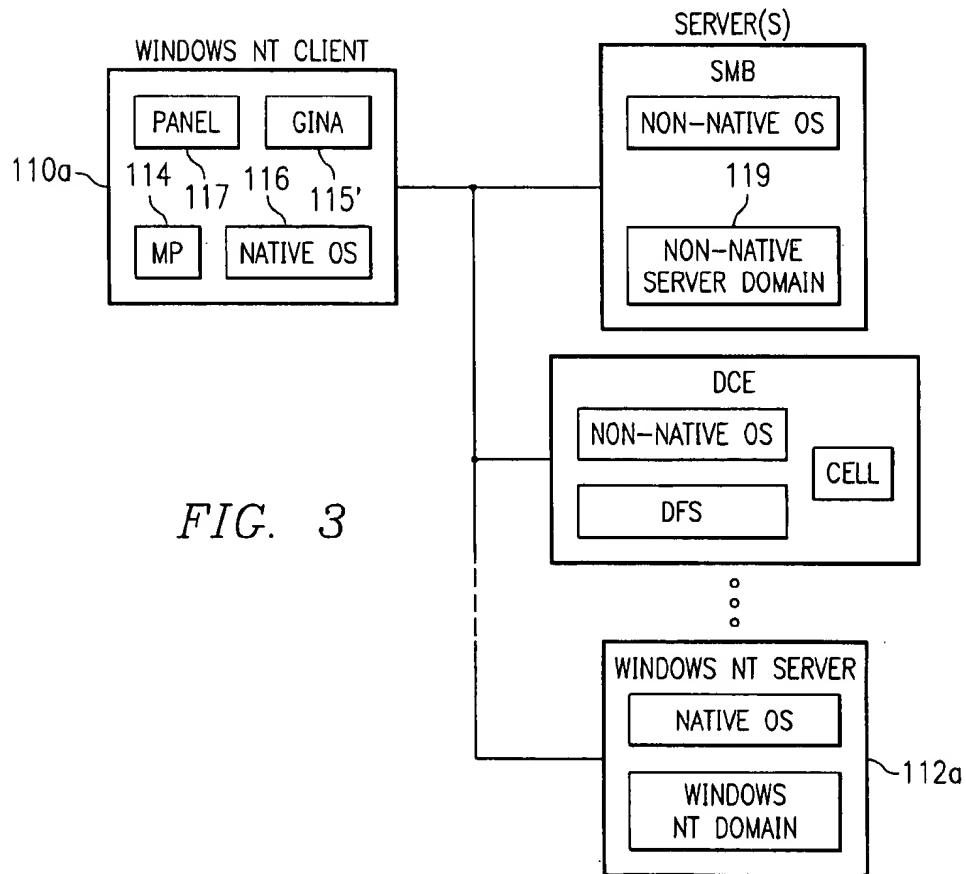 SERVER(S)
WINDOWS NT CLIENT
SMB
PANEL
GINA
NON-NATIVE OS
110a
114
117
116
115'
119
MP
NATIVE OS
NON-NATIVE
SERVER DOMAIN
DCE
NON-NATIVE OS
CELL
DFS
FIG. 3
WINDOWS NT SERVER
NATIVE OS
112a
WINDOWS
NT DOMAIN